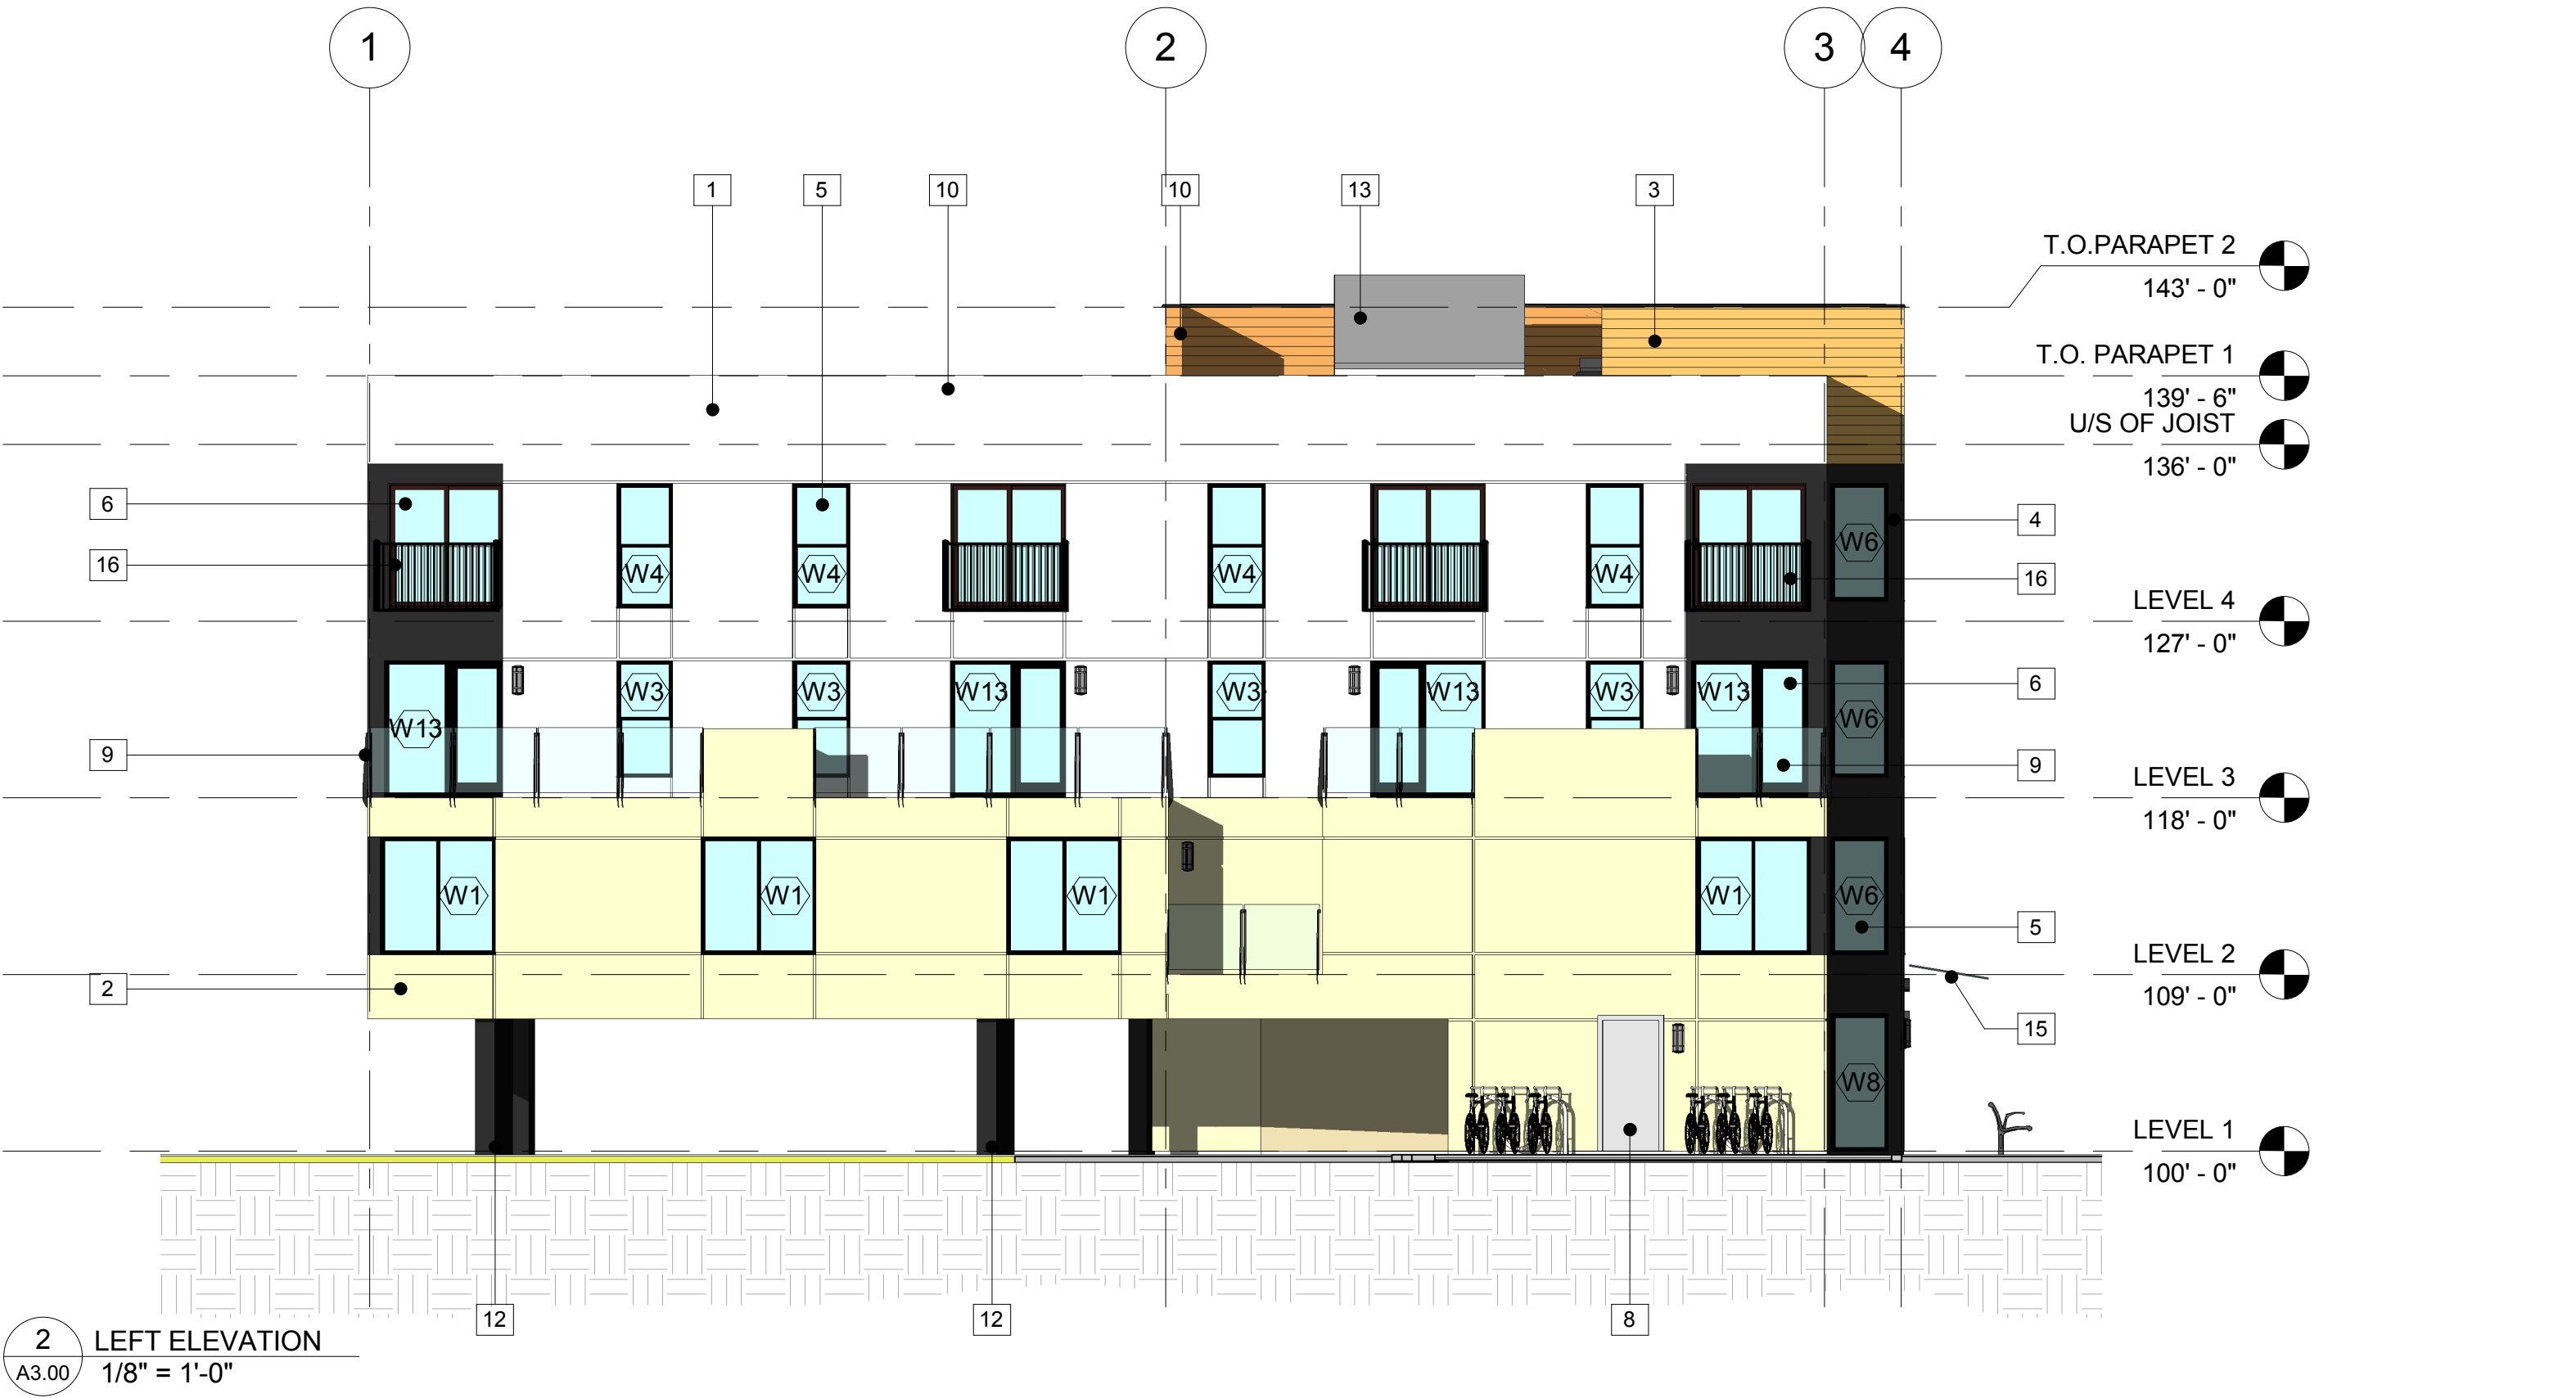 1
2
3
4
1
5
10
10
13
3
T.O.PARAPET 2
143' - 0"
T.O. PARAPET 1
139' - 6"
U/S OF JOIST
136' - 0"
6
4
W6
16
W4
W4
W4
W4
16
LEVEL 4
127' - 0"
6
W3
W3
W13
W3
W13
W3
W13
W6
W13
9
9
LEVEL 3
118' - 0"
W1
W1
W1
W1
W6
5
LEVEL 2
109' - 0"
2
15
W8
LEVEL 1
100' - 0"
12
12
8
2
LEFT ELEVATION
A3.00
1/8" = 1'-0"